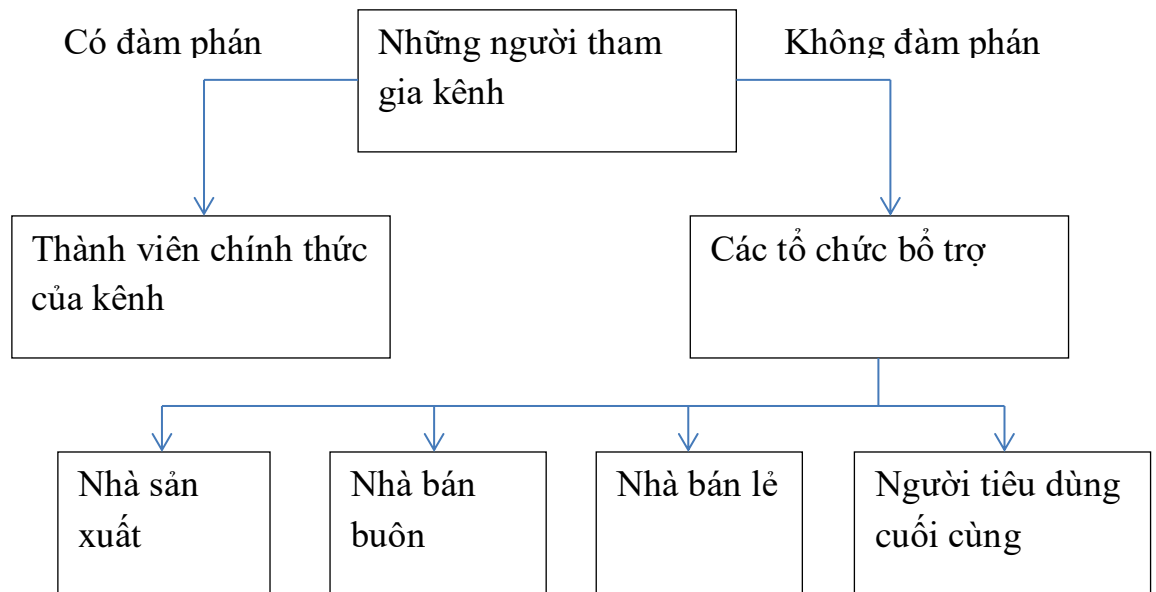 Có đàm phán
Những người tham
gia kênh
Không đàm phán
Thành viên chính thức
của kênh
Các tổ chức bổ trợ
Nhà sản
xuất
Nhà bán
buôn
Nhà bán lẻ
Người tiêu dùng
cuối cùng